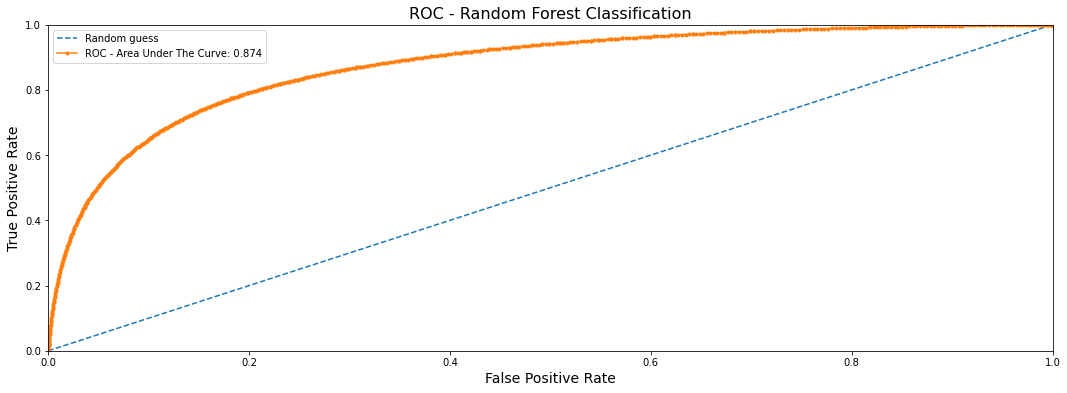 ROC - Random Forest Classification
Random guess
ROC - Area Under The Curve: 0.874
True Positive Rate
1.0
0.8
0.6
0.4
0.2
0.0
0.0 0.2 0.4 0.6 0.8 1.0
False Positive Rate